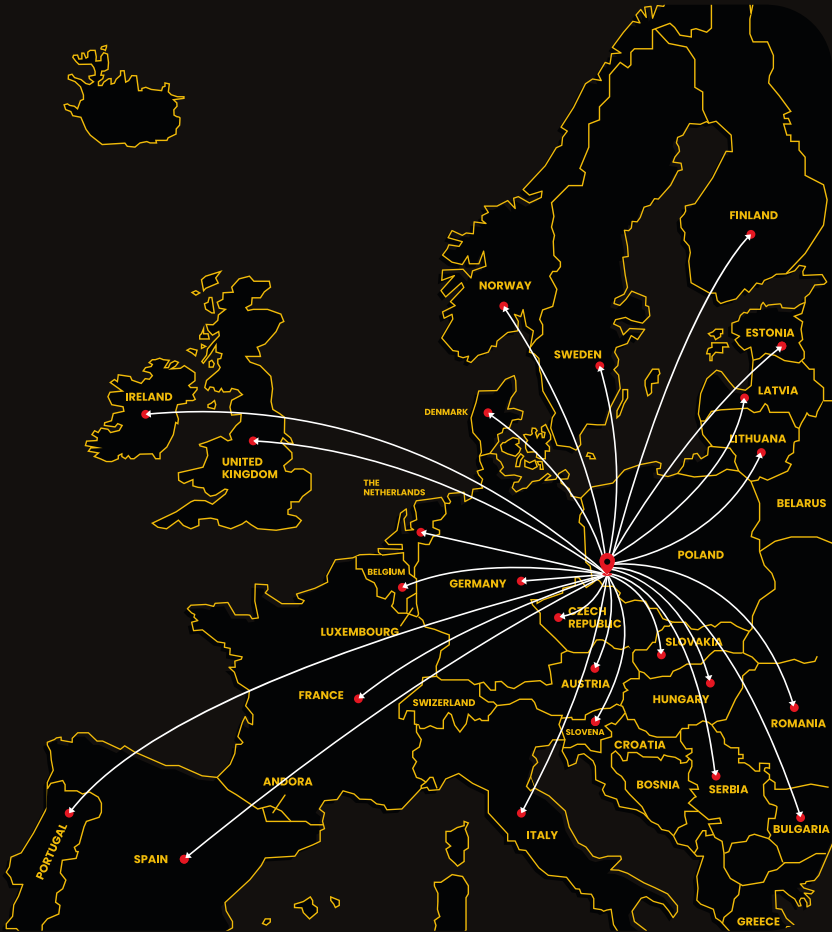 FINLAND
NORWAY
ESTONIA
SWEDEN
LATVIA
IRELAND
DENMARK
LITHUANA
UNITED
KINGDOM
THE
NETHERLANDS
BELARUS
POLAND
BELGIUM
GERMANY
CZECH
REPUBLIC
LUXEMBOURG
SLOVAKIA
AUSTRIA
FRANCE
HUNGARY
SWIZERLAND
ROMANIA
SLOVENA
CROATIA
ANDORA
BOSNIA
SERBIA
BULGARIA
ITALY
PORTUGAL
SPAIN
GREECE